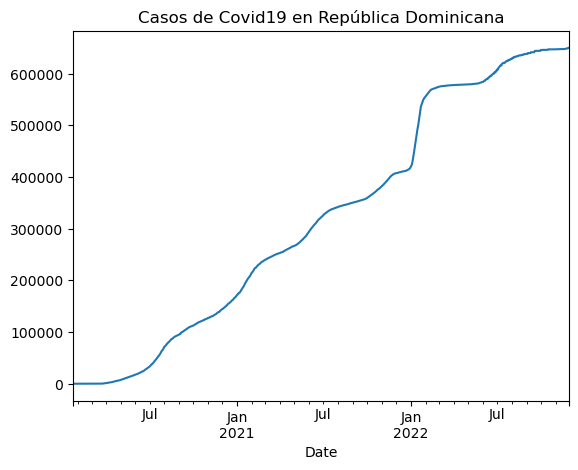 Casos de Covid19 en República Dominicana
600000
500000
400000
300000
200000
100000
0
Jul Jan Jul Jan Jul
2021 2022
Date